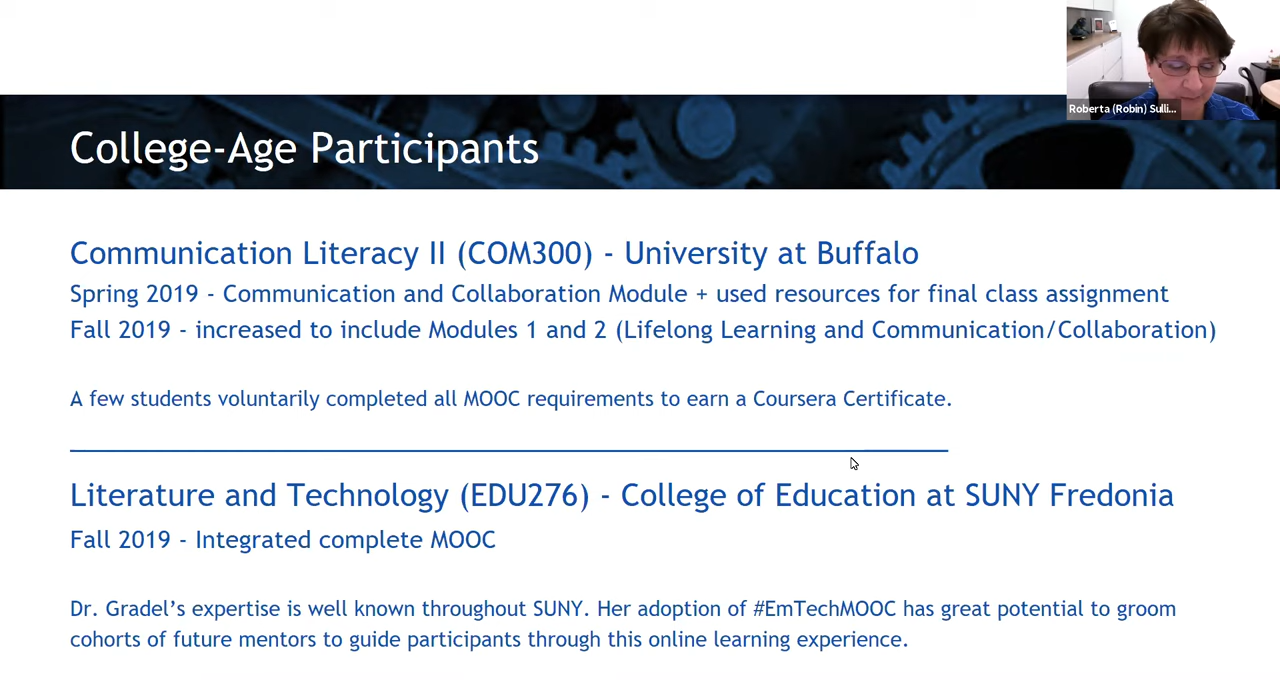 Roberta (Robin) Sulli...
College-Age Participants
Communication Literacy II (COM300) - University at Buffalo
Spring 2019 - Communication and Collaboration Module + used resources for final class assignment
Fall 2019 - increased to include Modules 1 and 2 (Lifelong Learning and Communication/Collaboration)
A few students voluntarily completed all MOOC requirements to earn a Coursera Certificate.
Literature and Technology (EDU276) - College of Education at SUNY Fredonia
Fall 2019 - Integrated complete MOOC
Dr. Gradel’s expertise is well known throughout SUNY. Her adoption of #EmTechMOOC has great potential to groom
cohorts of future mentors to guide participants through this online learning experience.